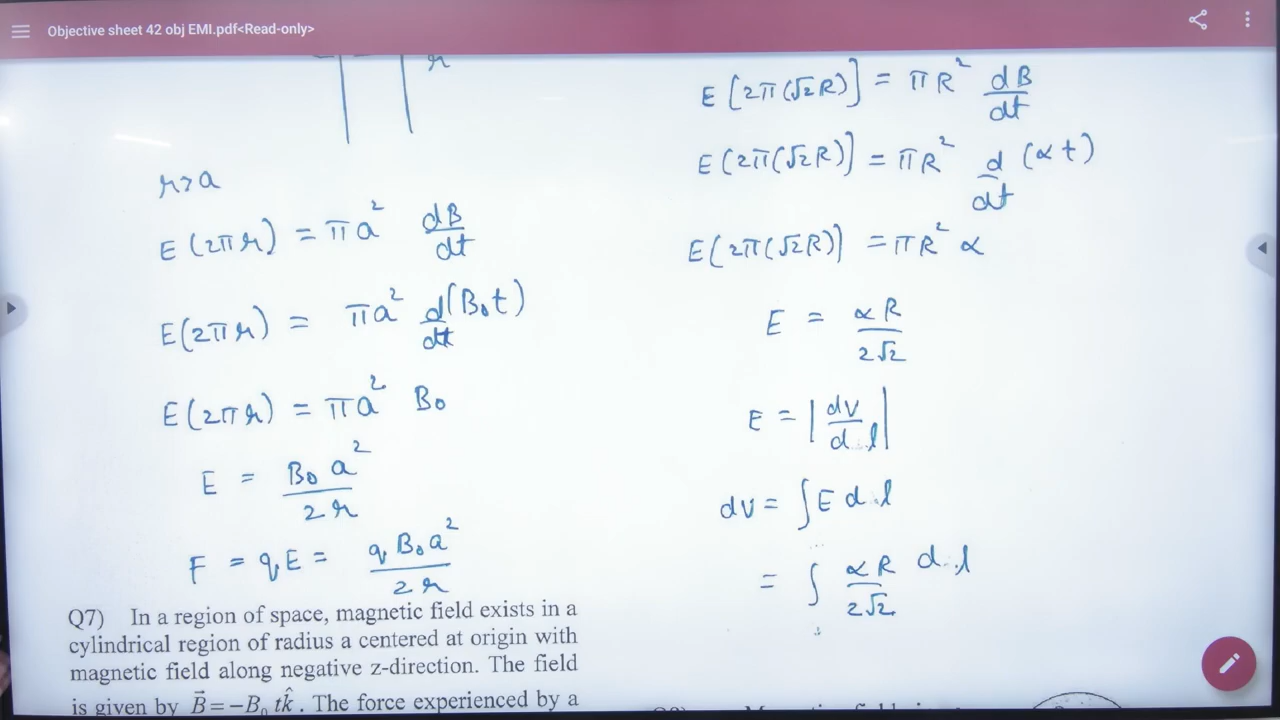 Objective sheet 42 obj EMI.pdf<Read-only>
r
r>a
E(2πr) = πa² dB/dt
E(2πr) = πa² d(B₀t)/dt
E(2πr) = πa² B₀
E = B₀a²/2r
F = qE = qB₀a²/2r
Q7) In a region of space, magnetic field exists in a
cylindrical region of radius a centered at origin with
magnetic field along negative z-direction. The field
is given by B⃗=−B₀tk̂. The force experienced by a
E[2π(√2R)] = πR² dB/dt
E(2π(√2R)] = πR² d/dt (αt)
E[2π(√2R)] = πR² α
E = αR/2√2
E = |dV/dl|
dV = ∫E dl
= ∫ αR/2√2 dl